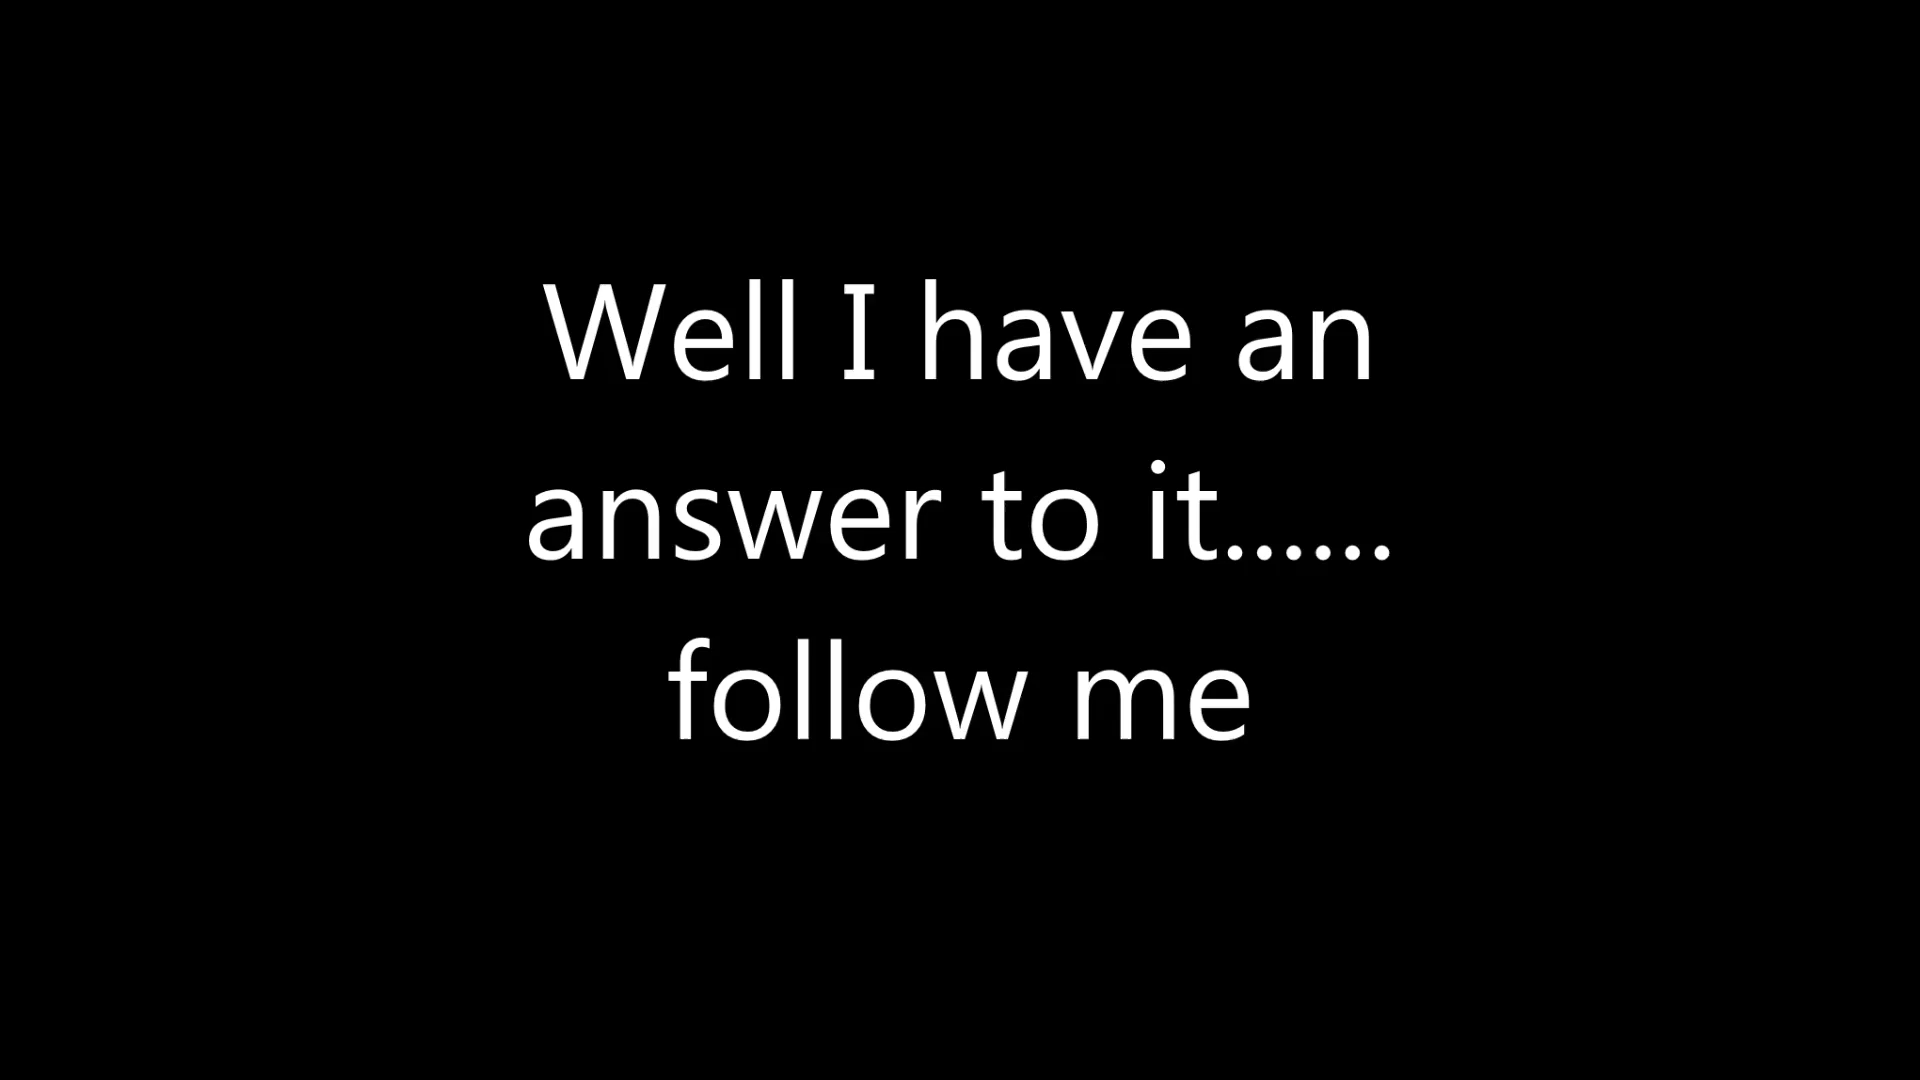 Well I have an
answer to it......
follow me